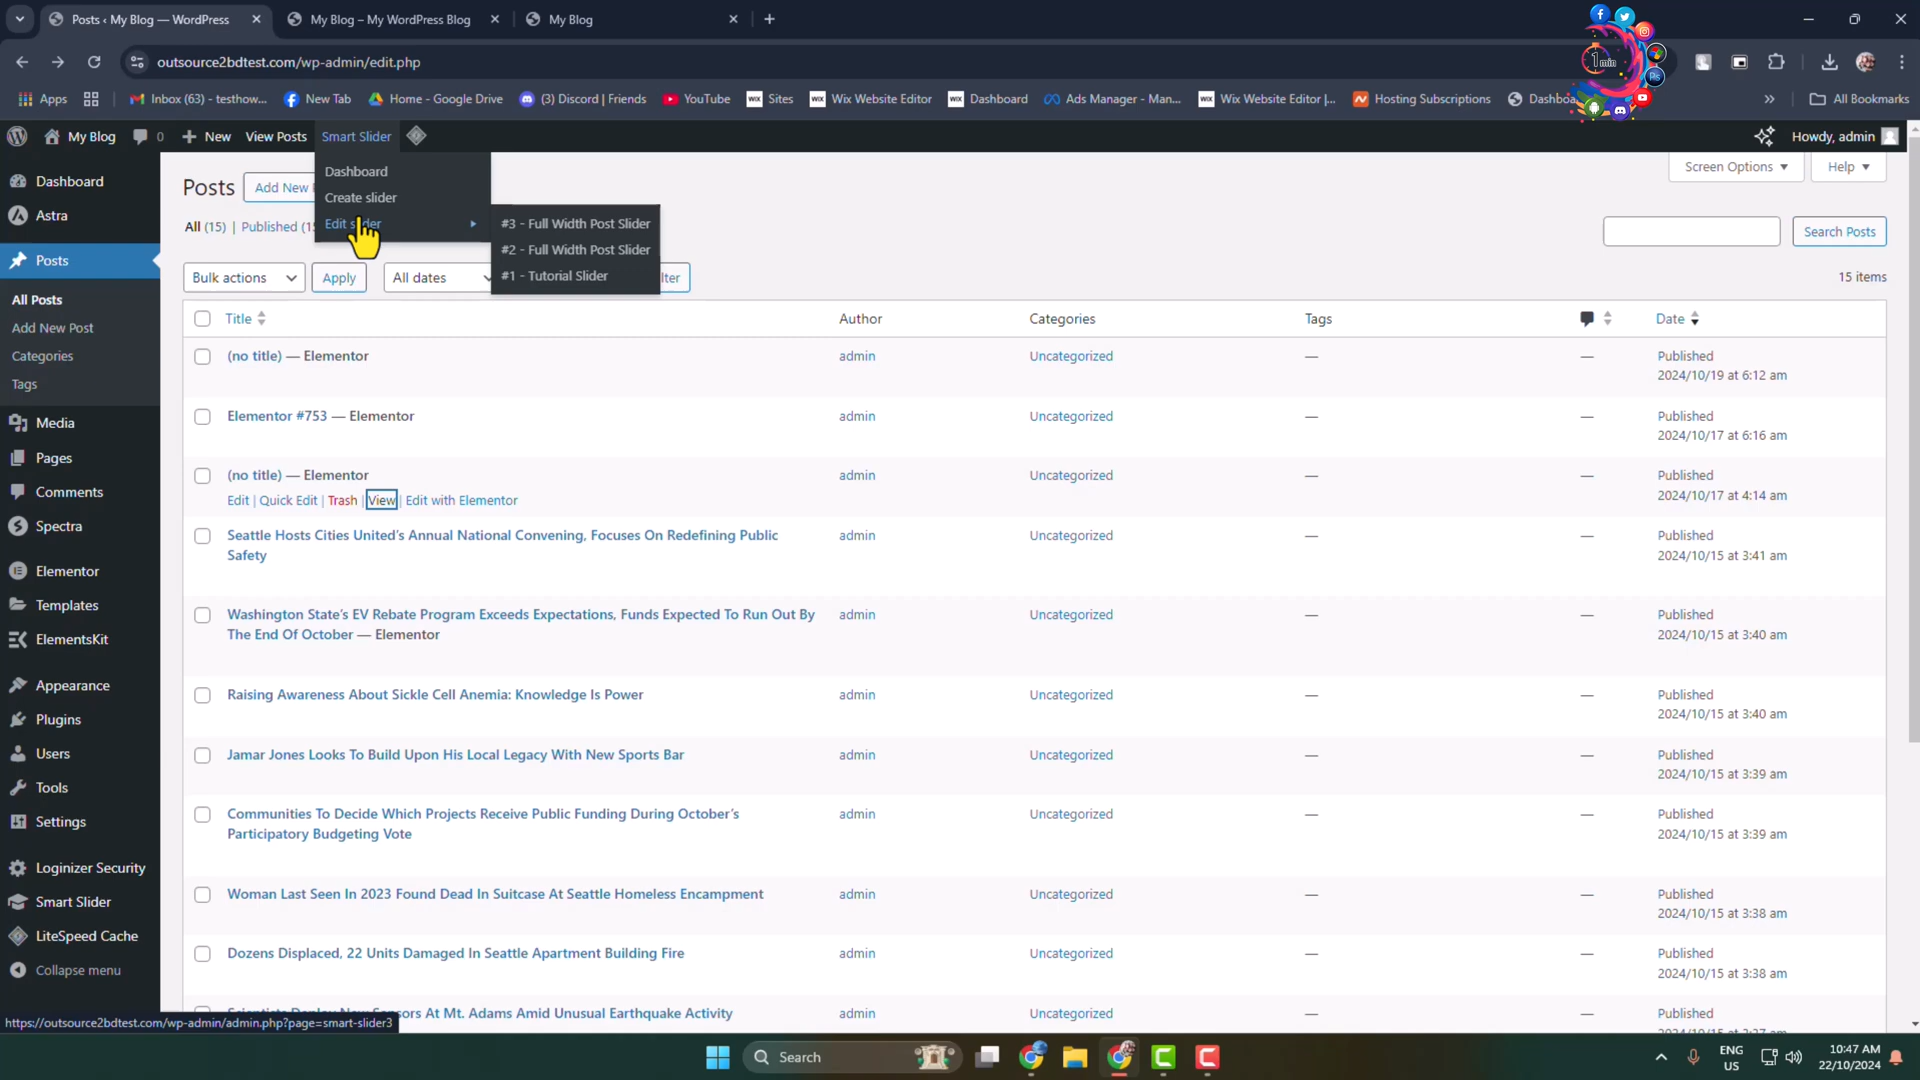 Posts ‹ My Blog — WordPress
My Blog – My WordPress Blog
My Blog
outsource2bdtest.com/wp-admin/edit.php
1min
Apps
Inbox (63) - testhow...
New Tab
Home - Google Drive
(3) Discord | Friends
YouTube
Sites
Wix Website Editor
Dashboard
Ads Manager - Man...
Wix Website Editor |...
Hosting Subscriptions
All Bookmarks
My Blog
0
New
View Posts
Smart Slider
Howdy, admin
Dashboard
Create slider
Edit slider
#3 - Full Width Post Slider
#2 - Full Width Post Slider
#1 - Tutorial Slider
Dashboard
Astra
Posts
All Posts
Add New Post
Categories
Tags
Media
Pages
Comments
Spectra
Elementor
Templates
ElementsKit
Appearance
Plugins
Users
Tools
Settings
Loginizer Security
Smart Slider
LiteSpeed Cache
Collapse menu
Posts
Add New
Screen Options
Help
All (15) | Published
Search Posts
Bulk actions
Apply
All dates
15 items
Title Author Categories Tags Date
(no title) — Elementor admin Uncategorized — — Published
2024/10/19 at 6:12 am
Elementor #753 — Elementor admin Uncategorized — — Published
2024/10/17 at 6:16 am
(no title) — Elementor admin Uncategorized — — Published
Edit | Quick Edit | Trash | View | Edit with Elementor 2024/10/17 at 4:14 am
Seattle Hosts Cities United’s Annual National Convening, Focuses On Redefining Public admin Uncategorized — — Published
Safety 2024/10/15 at 3:41 am
Washington State’s EV Rebate Program Exceeds Expectations, Funds Expected To Run Out By admin Uncategorized — — Published
The End Of October — Elementor 2024/10/15 at 3:40 am
Raising Awareness About Sickle Cell Anemia: Knowledge Is Power admin Uncategorized — — Published
2024/10/15 at 3:40 am
Jamar Jones Looks To Build Upon His Local Legacy With New Sports Bar admin Uncategorized — — Published
2024/10/15 at 3:39 am
Communities To Decide Which Projects Receive Public Funding During October’s admin Uncategorized — — Published
Participatory Budgeting Vote 2024/10/15 at 3:39 am
Woman Last Seen In 2023 Found Dead In Suitcase At Seattle Homeless Encampment admin Uncategorized — — Published
2024/10/15 at 3:38 am
Dozens Displaced, 22 Units Damaged In Seattle Apartment Building Fire admin Uncategorized — — Published
2024/10/15 at 3:38 am
Scientists Deploy New Sensors At Mt. Adams Amid Unusual Earthquake Activity admin Uncategorized — — Published
2024/10/15 at 3:37 am
https://outsource2bdtest.com/wp-admin/admin.php?page=smart-slider3
Search
ENG
US
10:47 AM
22/10/2024